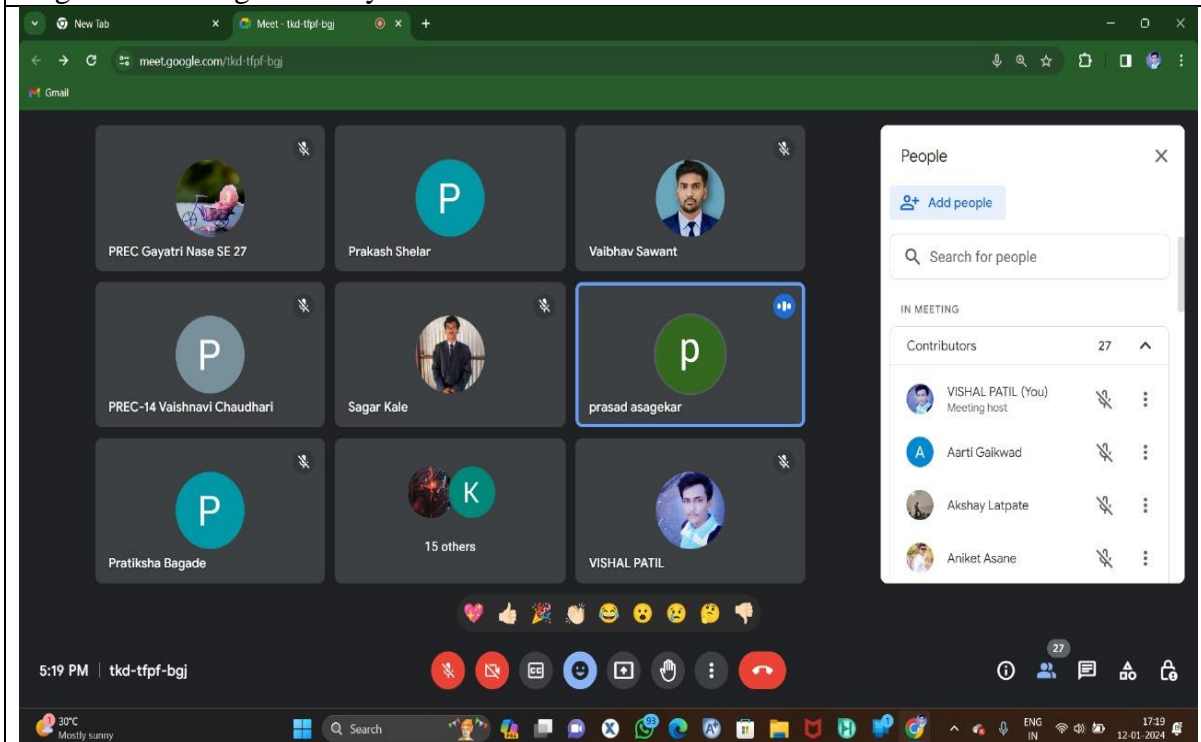 New Tab
Meet - tkd-tfpf-bgj
meet.google.com/tkd-tfpf-bgj
Gmail
PREC Gayatri Nase SE 27
P
Prakash Shelar
Vaibhav Sawant
P
PREC-14 Vaishnavi Chaudhari
Sagar Kale
p
prasad asagekar
P
Pratiksha Bagade
K
15 others
VISHAL PATIL
People
Add people
Search for people
IN MEETING
Contributors 27
VISHAL PATIL (You)
Meeting host
A
Aarti Gaikwad
Akshay Latpate
Aniket Asane
5:19 PM | tkd-tfpf-bgj
CC
27
1
30°C
Mostly sunny
Search
93
ENG
IN
17:19
12-01-2024